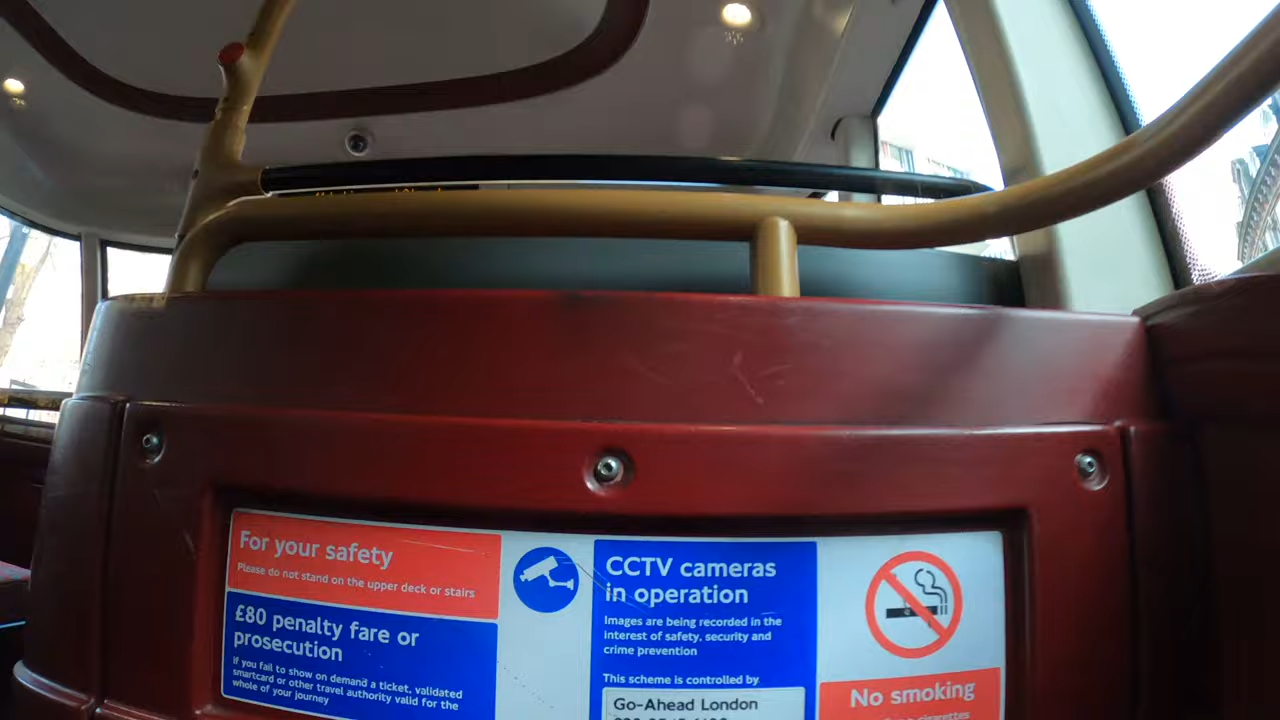 For your safety
Please do not stand on the upper deck or stairs
£80 penalty fare or
prosecution
If you fail to show on demand a ticket, validated
smartcard or other travel authority valid for the
whole of your journey
CCTV cameras
in operation
Images are being recorded in the
interest of safety, security and
crime prevention
This scheme is controlled by
Go-Ahead London
No smoking